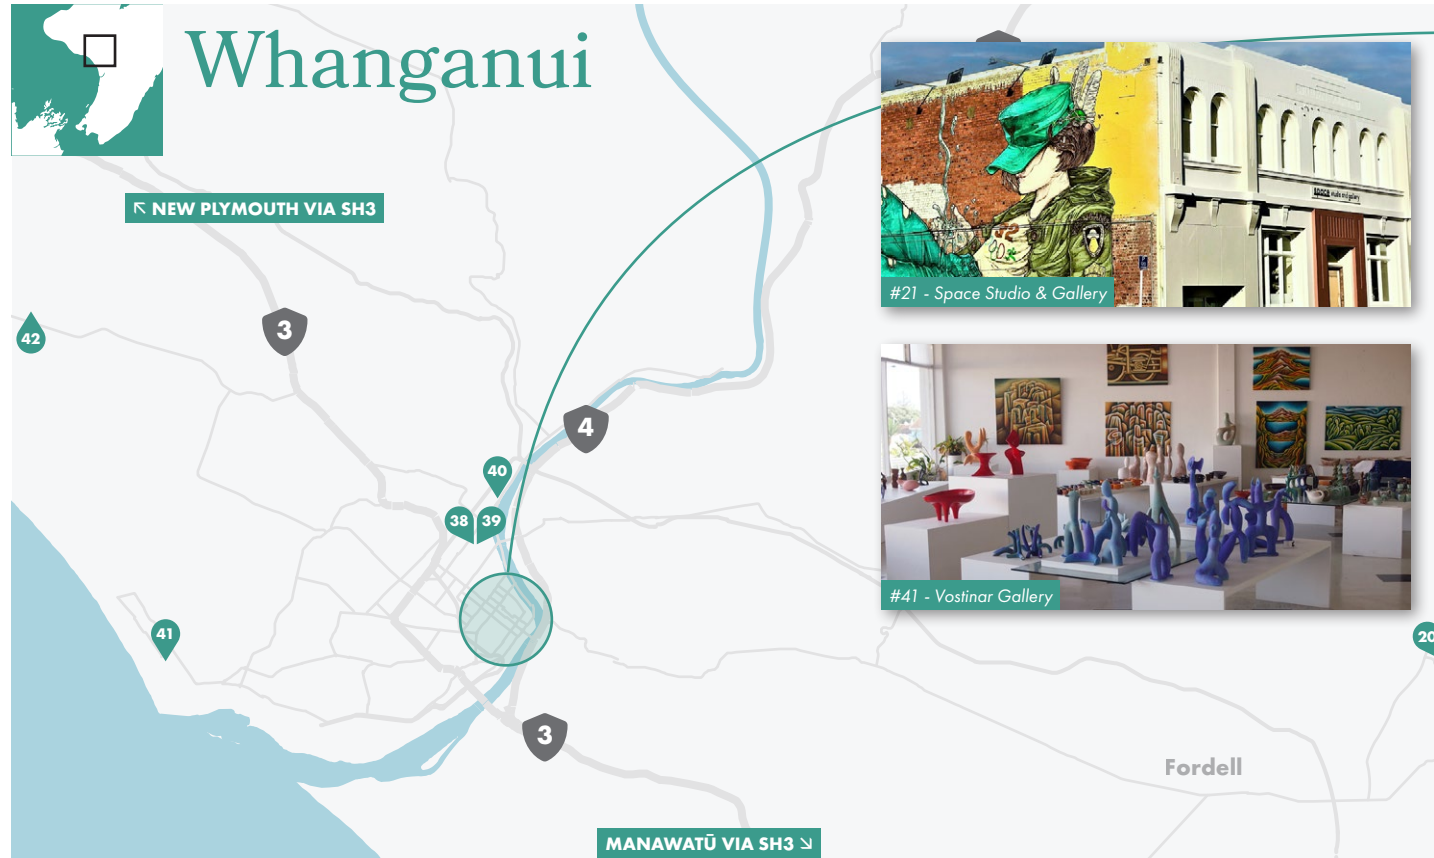 Whanganui
↖ NEW PLYMOUTH VIA SH3
#21 - Space Studio & Gallery
42
3
4
40
38
39
#41 - Vostinar Gallery
41
20
3
Fordell
MANAWATŪ VIA SH3 ↘